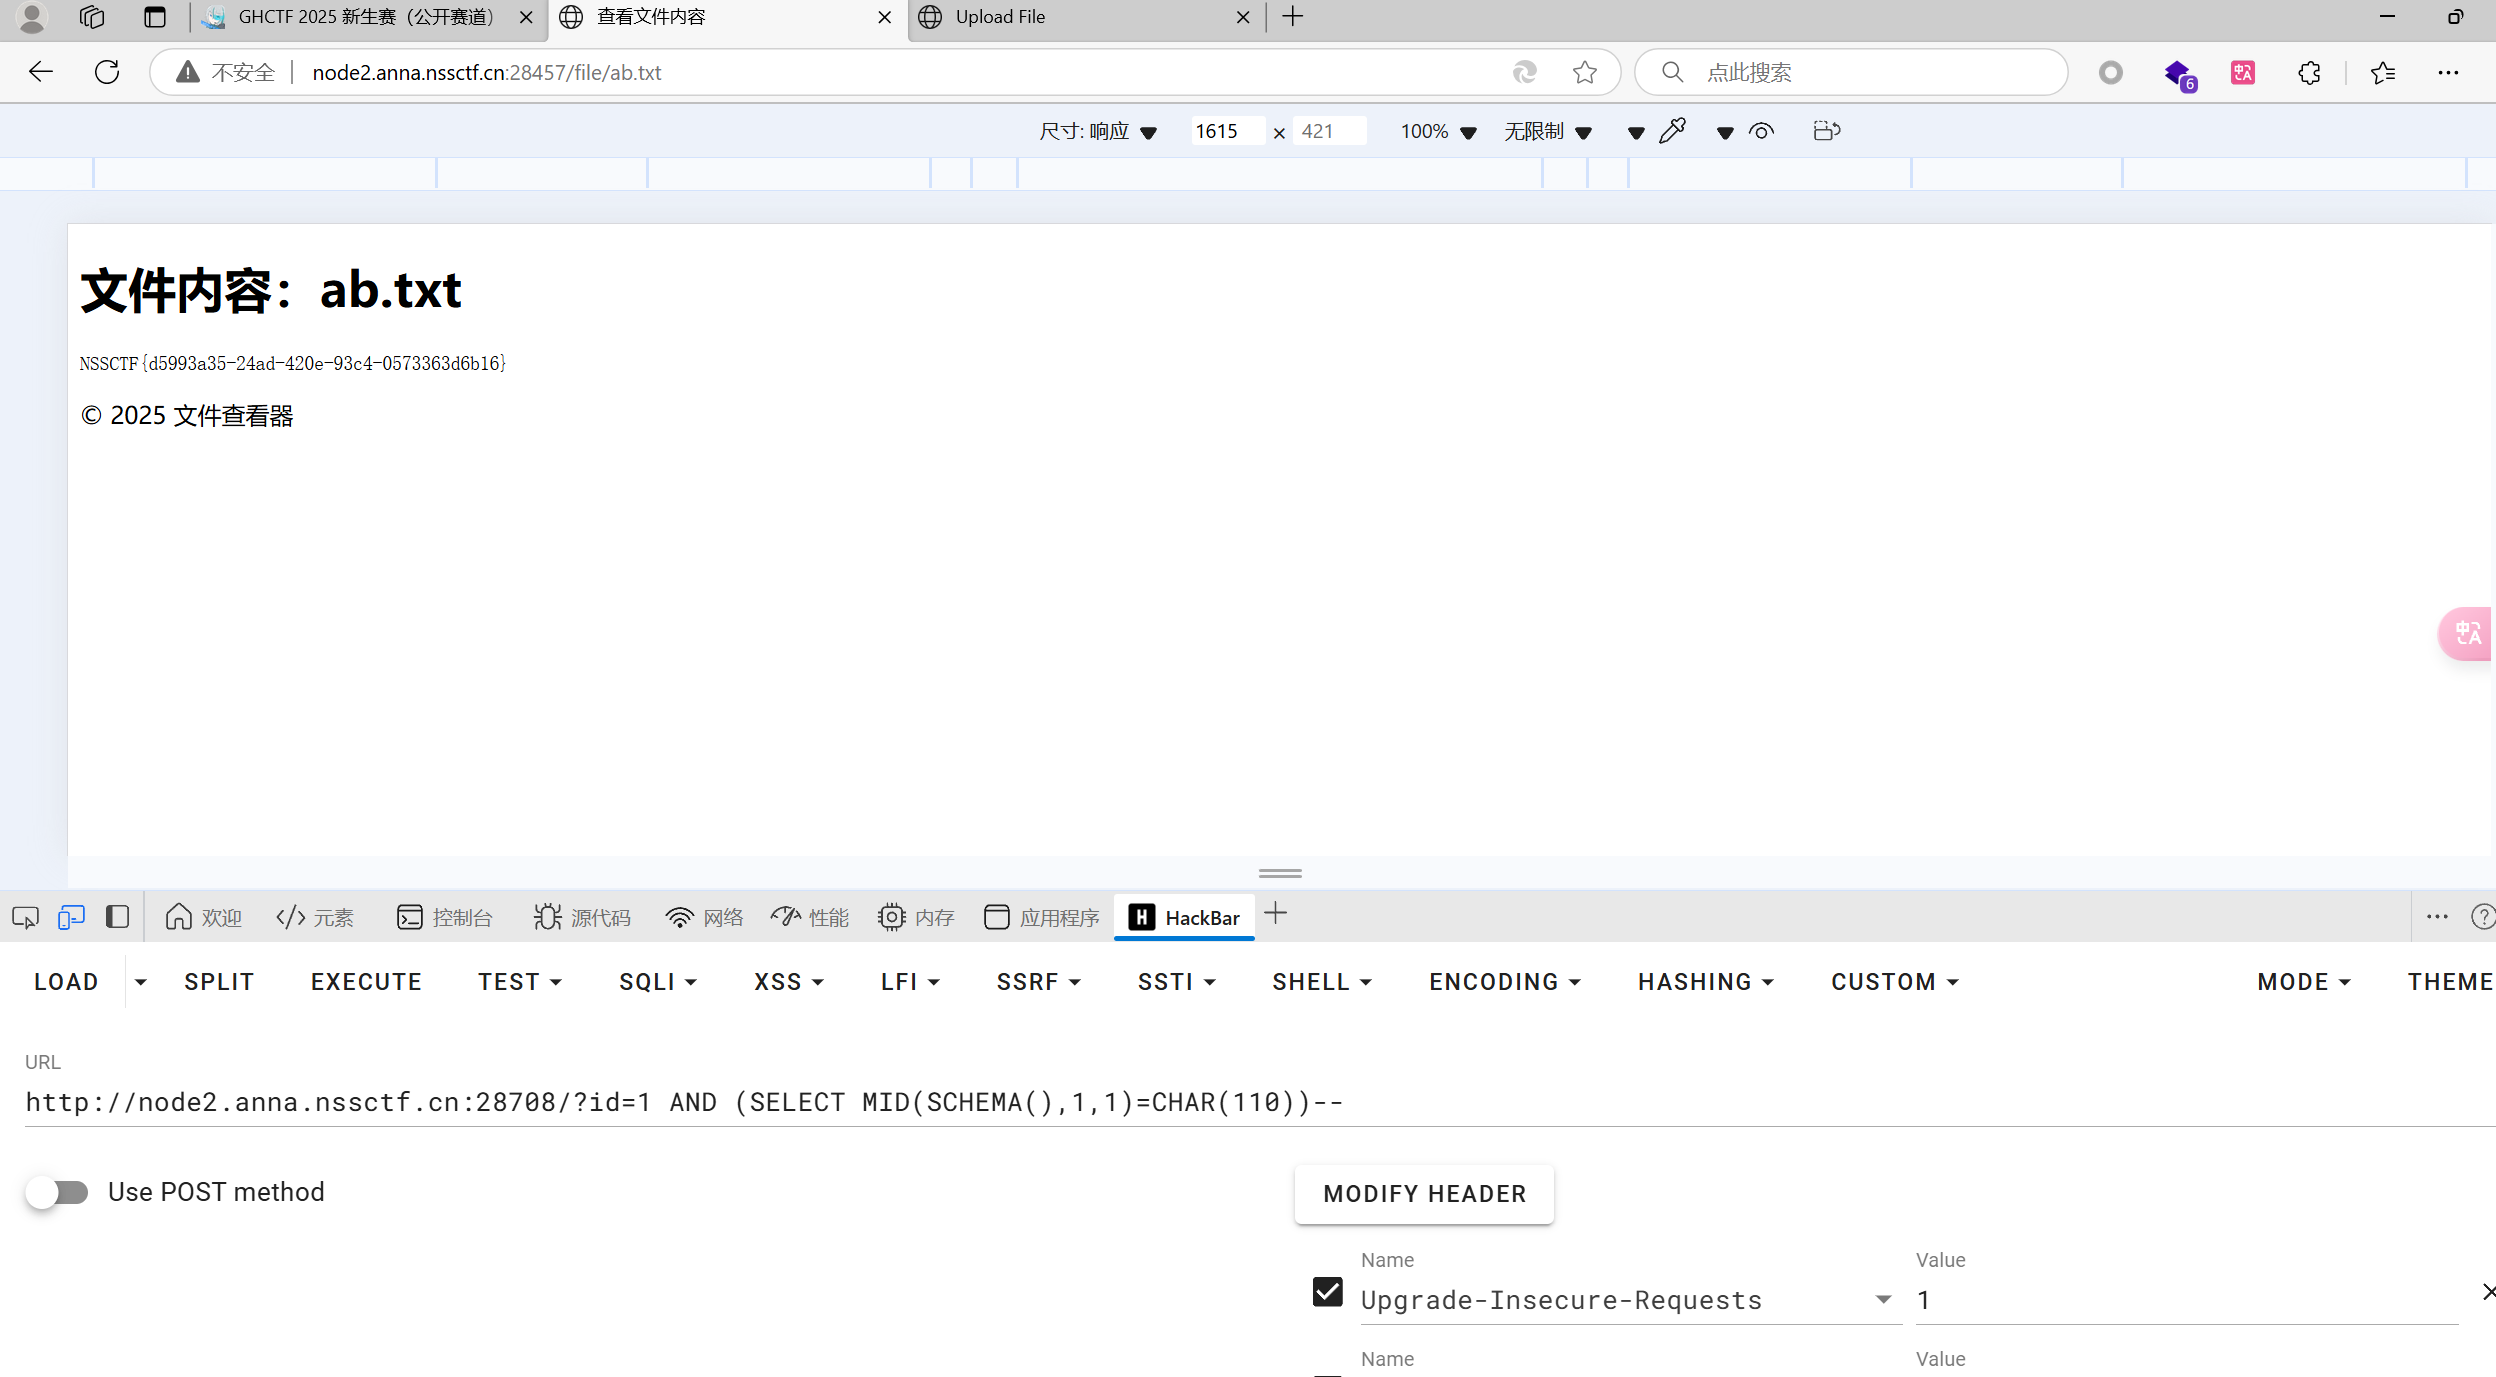 GHCTF 2025 新生赛（公开赛道） 查看文件内容 Upload File
不安全 node2.anna.nssctf.cn:28457/file/ab.txt 点此搜索 6
尺寸: 响应 1615 × 421 100% 无限制
文件内容：ab.txt
NSSCTF{d5993a35-24ad-420e-93c4-0573363d6b16}
© 2025 文件查看器
中A
欢迎 </> 元素 控制台 源代码 网络 性能 内存 应用程序 H HackBar
LOAD SPLIT EXECUTE TEST SQLI XSS LFI SSRF SSTI SHELL ENCODING HASHING CUSTOM MODE THEME
URL
http://node2.anna.nssctf.cn:28708/?id=1 AND (SELECT MID(SCHEMA(),1,1)=CHAR(110))--
Use POST method MODIFY HEADER
Name Value
Upgrade-Insecure-Requests 1
Name Value